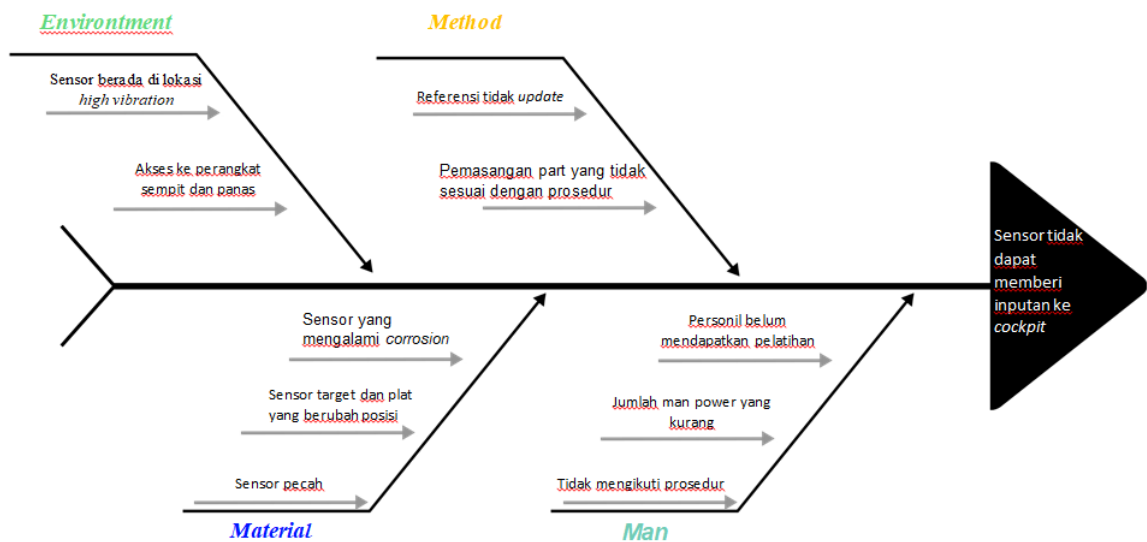 Environtment
Method
Sensor berada di lokasi
high vibration
Referensi tidak update
Akses ke perangkat
sempit dan panas
Pemasangan part yang tidak
sesuai dengan prosedur
Sensor tidak
dapat
memberi
inputan ke
cockpit
Sensor yang
mengalami corrosion
Personil belum
mendapatkan pelatihan
Sensor target dan plat
yang berubah posisi
Jumlah man power yang
kurang
Sensor pecah
Tidak mengikuti prosedur
Material
Man